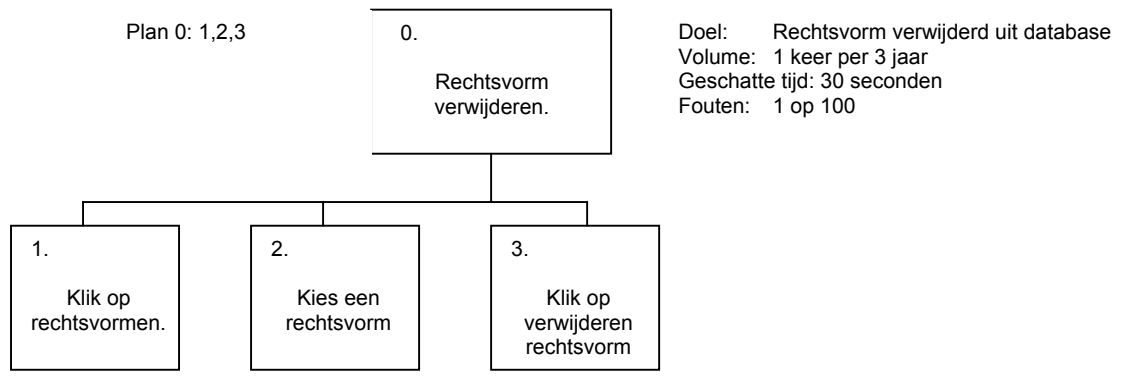 Plan 0: 1,2,3
0.
Rechtsvorm
verwijderen.
Doel: Rechtsvorm verwijderd uit database
Volume: 1 keer per 3 jaar
Geschatte tijd: 30 seconden
Fouten: 1 op 100
1.
Klik op
rechtsvormen.
2.
Kies een
rechtsvorm
3.
Klik op
verwijderen
rechtsvorm